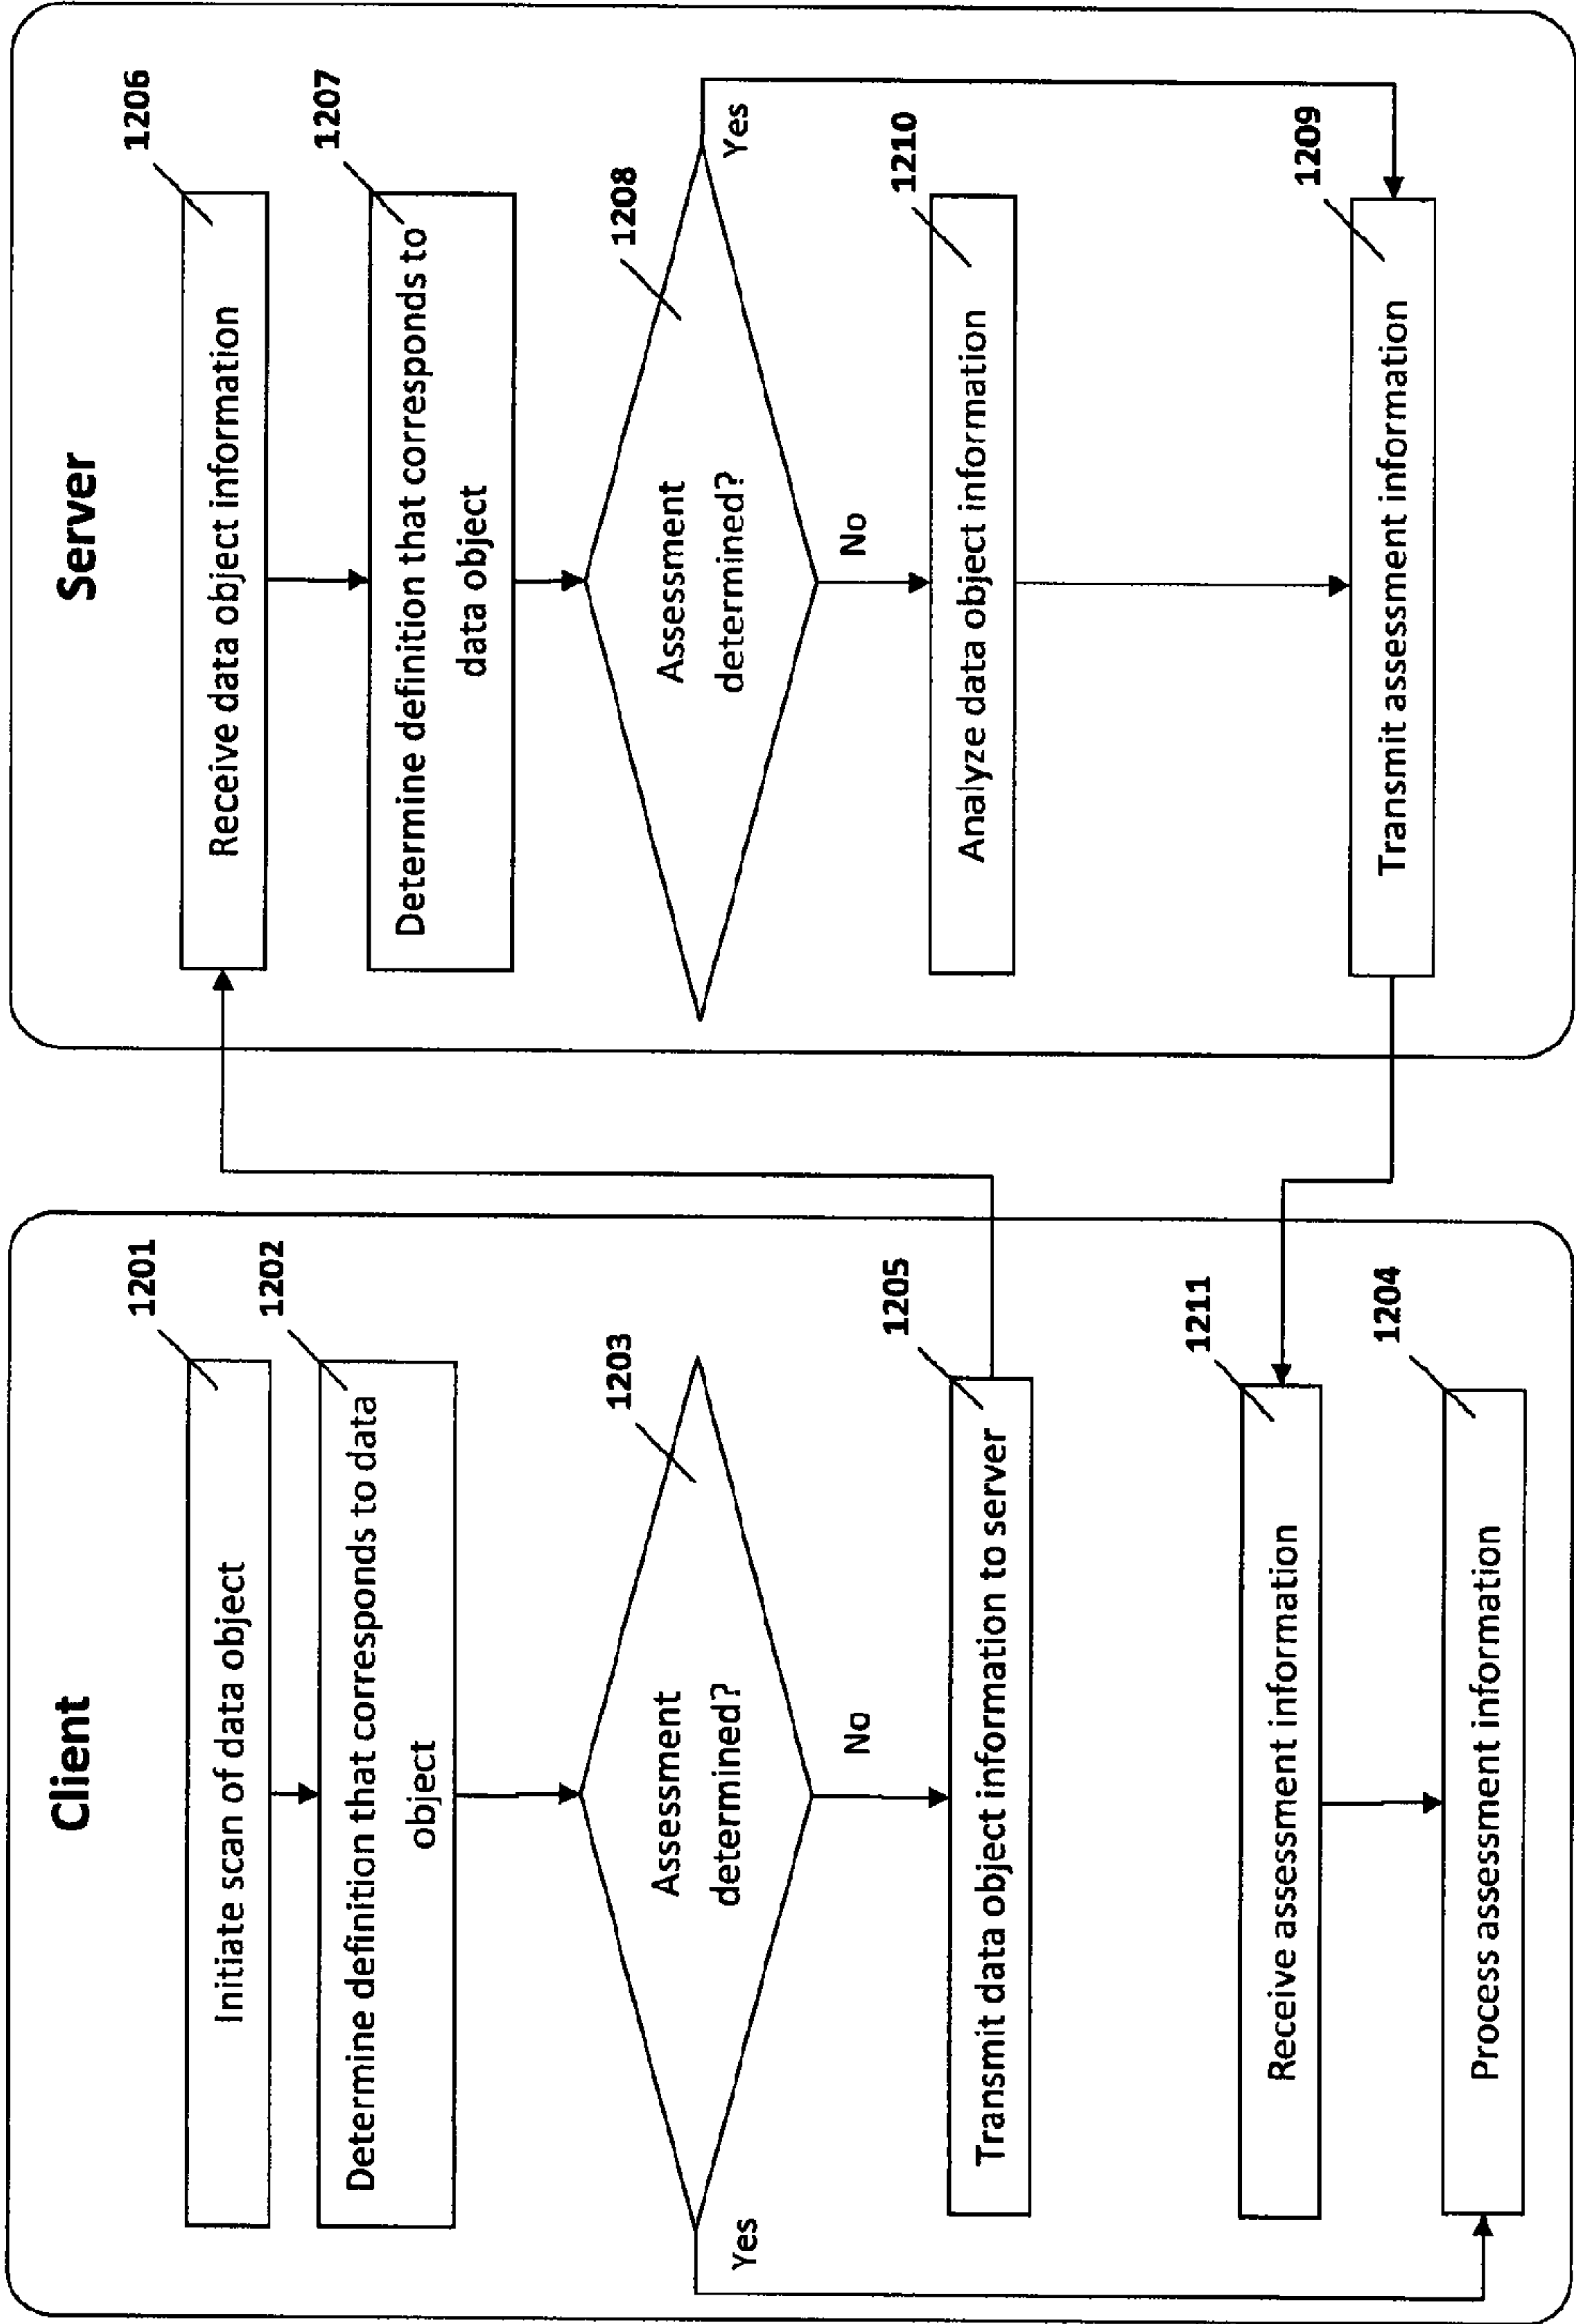 Client
1201
Initiate scan of data object
1202
Determine definition that corresponds to data
object
1203
Assessment
determined?
Yes
No
1205
Transmit data object information to server
1211
Receive assessment information
1204
Process assessment information
Server
1206
Receive data object information
1207
Determine definition that corresponds to
data object
1208
Assessment
determined?
Yes
No
1210
Analyze data object information
1209
Transmit assessment information